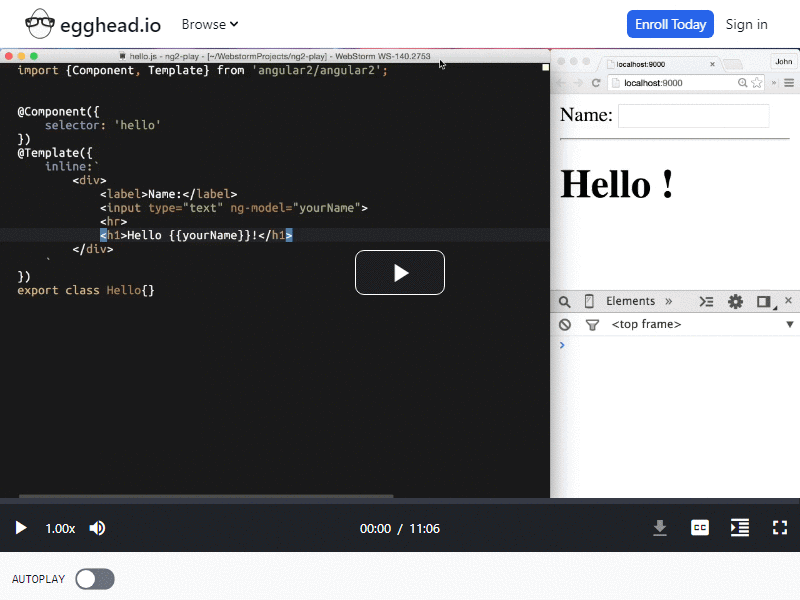 egghead.io
Browse
Enroll Today
Sign in
hello.js - ng2-play - [~/WebstormProjects/ng2-play] - WebStorm WS-140.2753
import {Component, Template} from 'angular2/angular2';
@Component({
selector: 'hello'
})
@Template({
inline:`
<div>
<label>Name:</label>
<input type="text" ng-model="yourName">
<hr>
<h1>Hello {{yourName}}!</h1>
</div>
`
})
export class Hello{}
localhost:9000
John
localhost:9000
Name:
Hello !
Elements »
<top frame>
1.00x
00:00 / 11:06
CC
AUTOPLAY